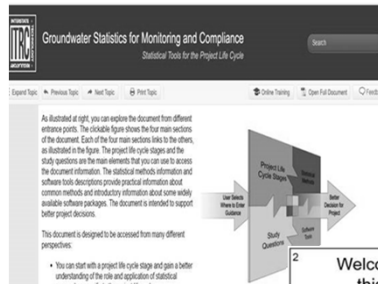 INTERSTATE
ITRC
Groundwater Statistics for Monitoring and Compliance
Statistical Tools for the Project Life Cycle
Search
Expand Topic Previous Topic Next Topic Print Topic Online Training Open Full Document Feedb
As illustrated at right, you can explore the document from different
entrance points. The clickable figure shows the four main sections
of the document. Each of the four main sections links to the others,
as illustrated in the figure. The project life cycle stages and the
study questions are the main elements that you can use to access
the document information. The statistical methods information and
software tools descriptions provide practical information about
common methods and introductory information about some widely
available software packages. The document is intended to support
better project decisions.
This document is designed to be accessed from many different
perspectives:
• You can start with a project life cycle stage and gain a better
understanding of the role and application of statistical
Project Life
Cycle Stages
User Selects
Where to Enter
Guidance
Better
Decision for
Project
Study
Questions
Software
Tools
2
Welco
this